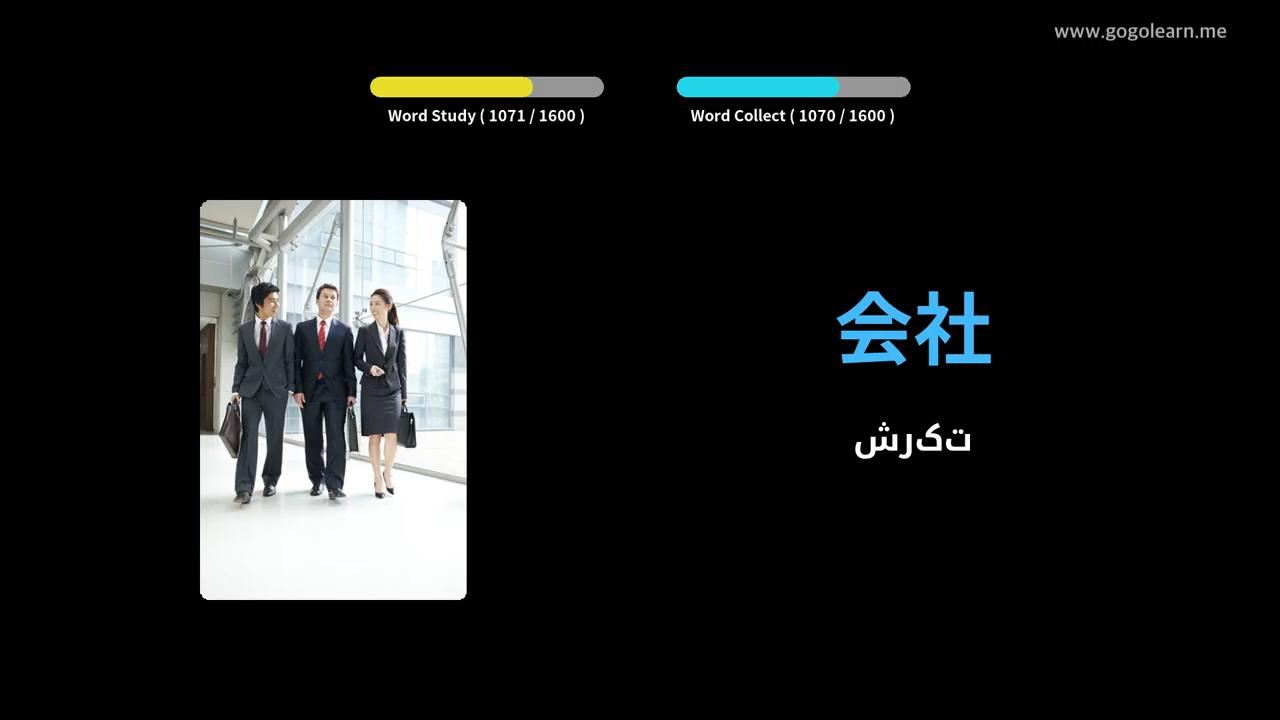 www.gogolearn.me
Word Study ( 1071 / 1600 )
Word Collect ( 1070 / 1600 )
会社
تکرش